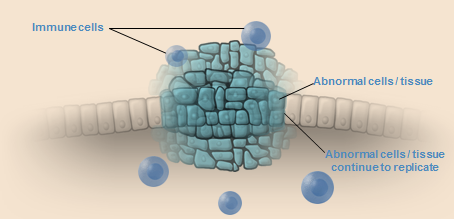 Immune cells
Abnormal cells / tissue
Abnormal cells / tissue
continue to replicate